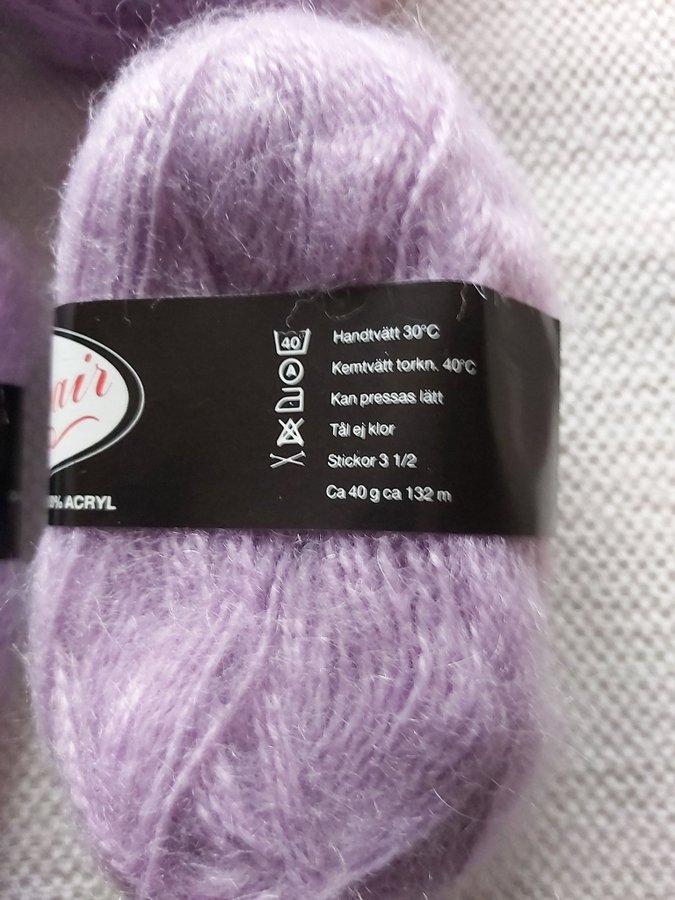 air
% ACRYL
40 Handtvätt 30°C
A Kemtvätt torkn. 40°C
Kan pressas lätt
Tål ej klor
Stickor 3 1/2
Ca 40 g ca 132 m